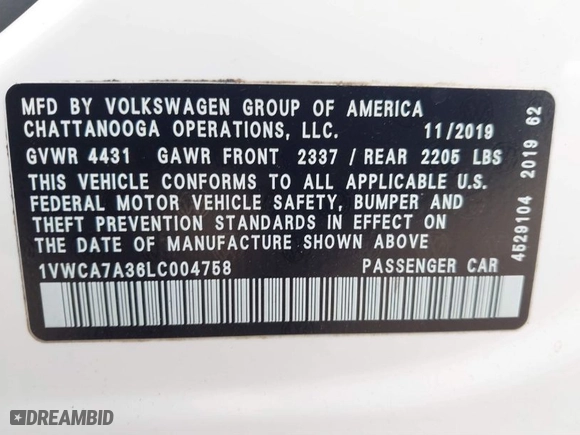 MFD BY VOLKSWAGEN GROUP OF AMERICA
CHATTANOOGA OPERATIONS, LLC. 11/2019
GVWR 4431 GAWR FRONT 2337 / REAR 2205 LBS
THIS VEHICLE CONFORMS TO ALL APPLICABLE U.S.
FEDERAL MOTOR VEHICLE SAFETY, BUMPER AND
THEFT PREVENTION STANDARDS IN EFFECT ON
THE DATE OF MANUFACTURE SHOWN ABOVE
1VWCA7A36LC004758 PASSENGER CAR
4529104 2019 62
DREAMBID